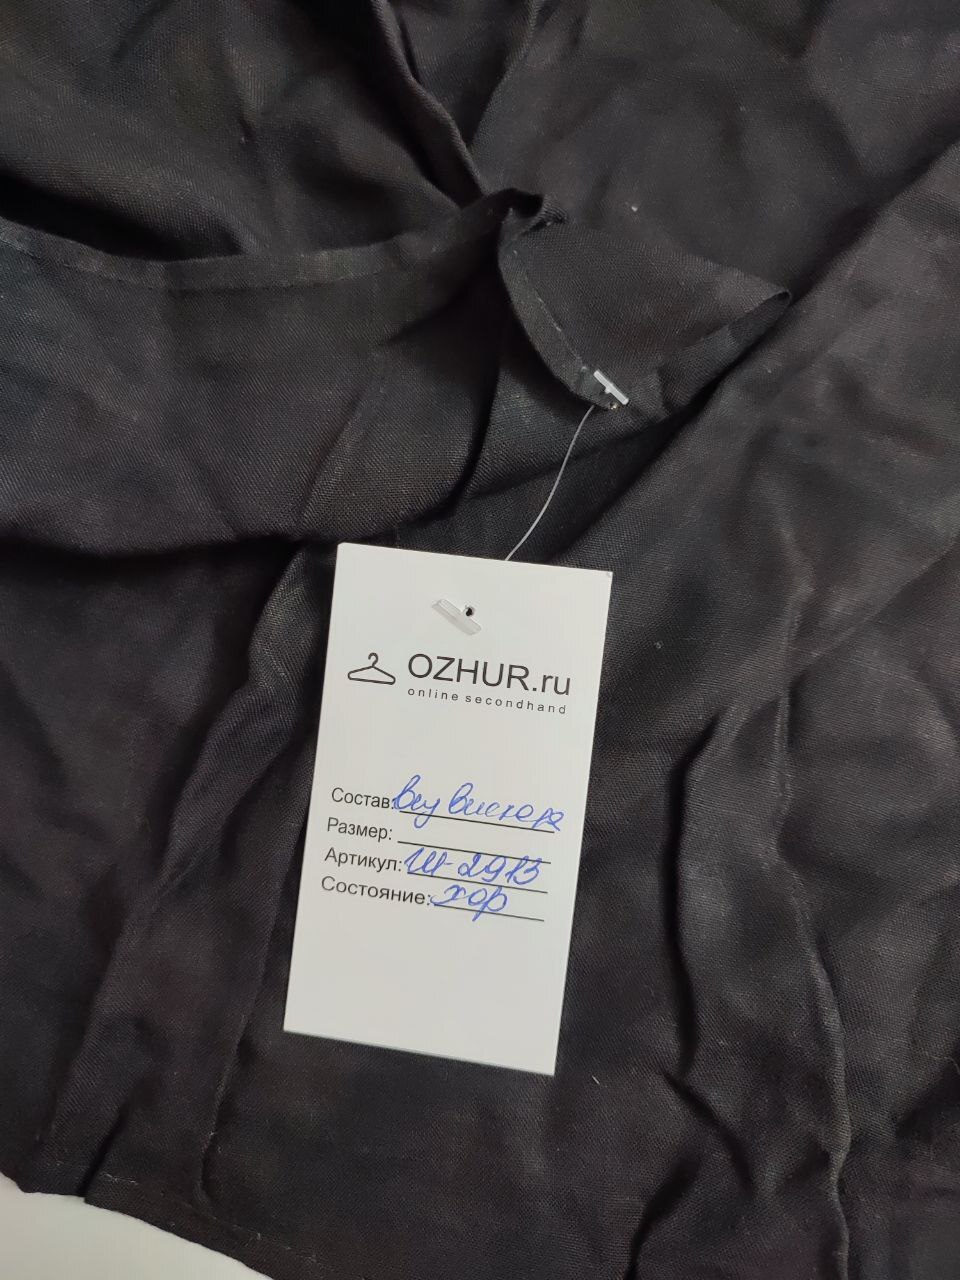 OZHUR.ru
online secondhand
Состав:
Размер:
Артикул: Ш-2913
Состояние: хор